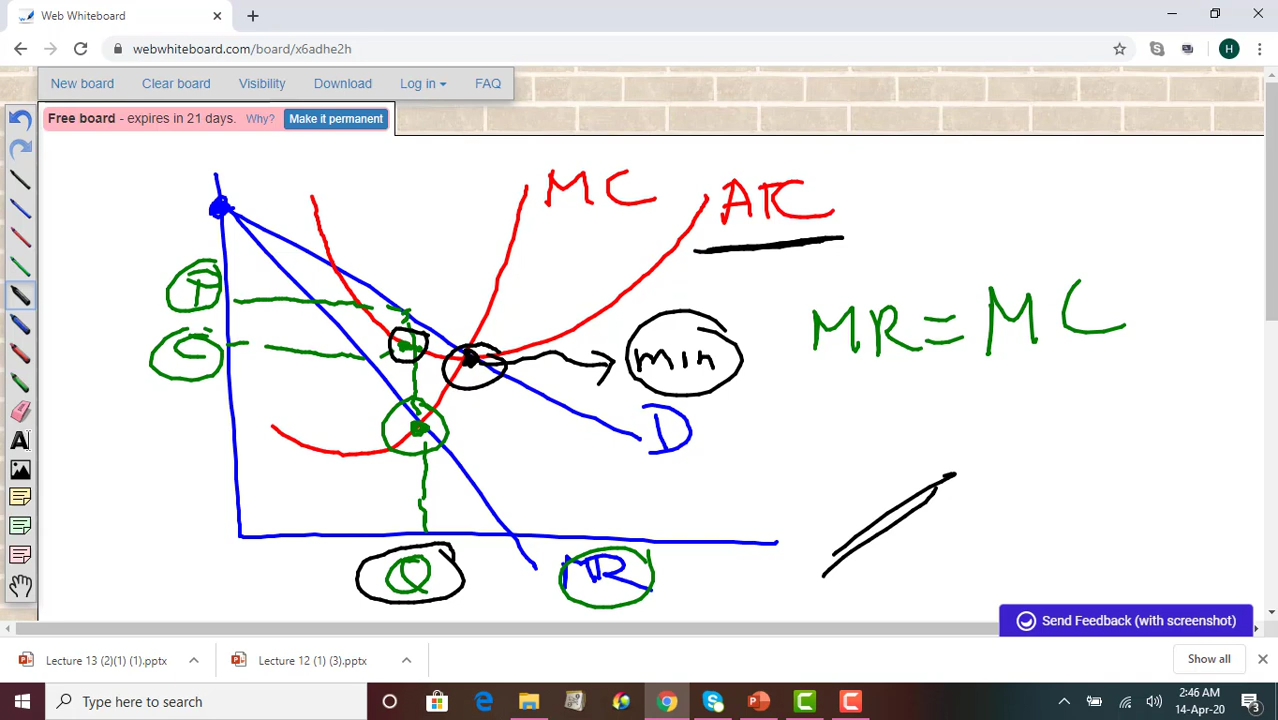 Web Whiteboard
webwhiteboard.com/board/x6adhe2h
H
New board Clear board Visibility Download Log in FAQ
Free board - expires in 21 days. Why? Make it permanent
MC
ATC
P
MR=MC
C
min
D
A
Q
MR
Send Feedback (with screenshot)
Lecture 13 (2)(1) (1).pptx Lecture 12 (1) (3).pptx Show all
Type here to search
2:46 AM
14-Apr-20
3